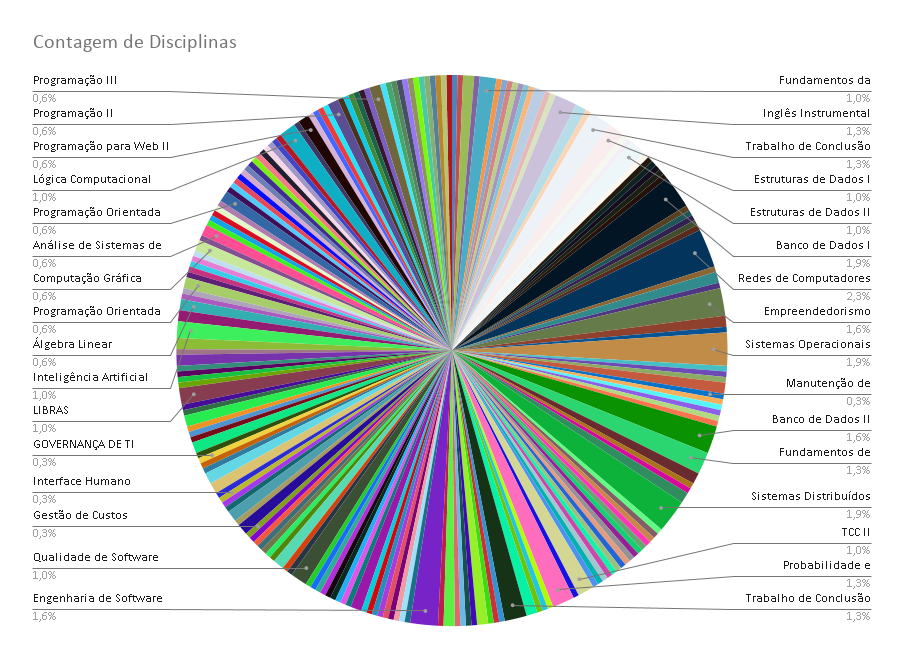 Contagem de Disciplinas
Programação III
0,6%
Programação II
0,6%
Programação para Web II
0,6%
Lógica Computacional
1,0%
Programação Orientada
0,6%
Análise de Sistemas de
0,6%
Computação Gráfica
0,6%
Programação Orientada
0,6%
Álgebra Linear
0,6%
Inteligência Artificial
1,0%
LIBRAS
1,0%
GOVERNANÇA DE TI
0,3%
Interface Humano
0,3%
Gestão de Custos
0,3%
Qualidade de Software
1,0%
Engenharia de Software
1,6%
Fundamentos da
1,0%
Inglês Instrumental
1,3%
Trabalho de Conclusão
1,3%
Estruturas de Dados I
1,0%
Estruturas de Dados II
1,0%
Banco de Dados I
1,9%
Redes de Computadores
2,3%
Empreendedorismo
1,6%
Sistemas Operacionais
1,9%
Manutenção de
0,3%
Banco de Dados II
1,6%
Fundamentos de
1,3%
Sistemas Distribuídos
1,9%
TCC II
1,0%
Probabilidade e
1,3%
Trabalho de Conclusão
1,3%